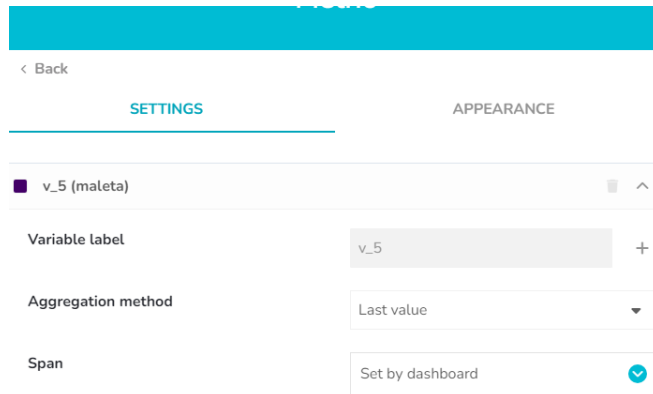 < Back
SETTINGS
APPEARANCE
v_5 (maleta)
Variable label
v_5
+
Aggregation method
Last value
Span
Set by dashboard